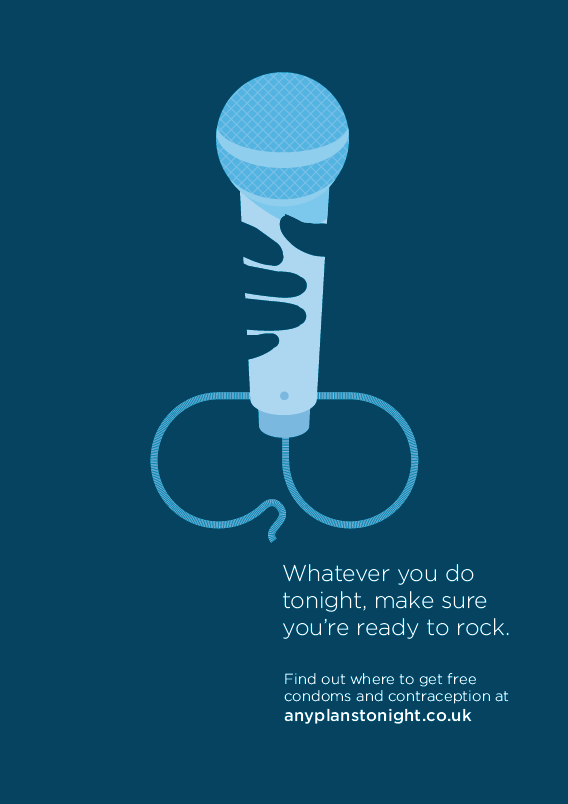 Whatever you do
tonight, make sure
you’re ready to rock.
Find out where to get free
condoms and contraception at
anyplanstonight.co.uk